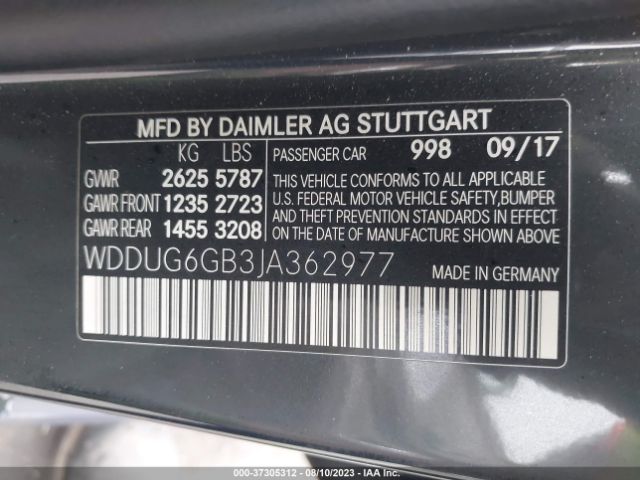 MFD BY DAIMLER AG STUTTGART
KG LBS
GVWR 2625 5787
GAWR FRONT 1235 2723
GAWR REAR 1455 3208
PASSENGER CAR 998 09/17
THIS VEHICLE CONFORMS TO ALL APPLICABLE
U.S. FEDERAL MOTOR VEHICLE SAFETY,BUMPER
AND THEFT PREVENTION STANDARDS IN EFFECT
ON THE DATE OF MANUFACTURE SHOWN ABOVE
WDDUG6GB3JA362977
MADE IN GERMANY
000-37305312 - 08/10/2023 - IAA Inc.